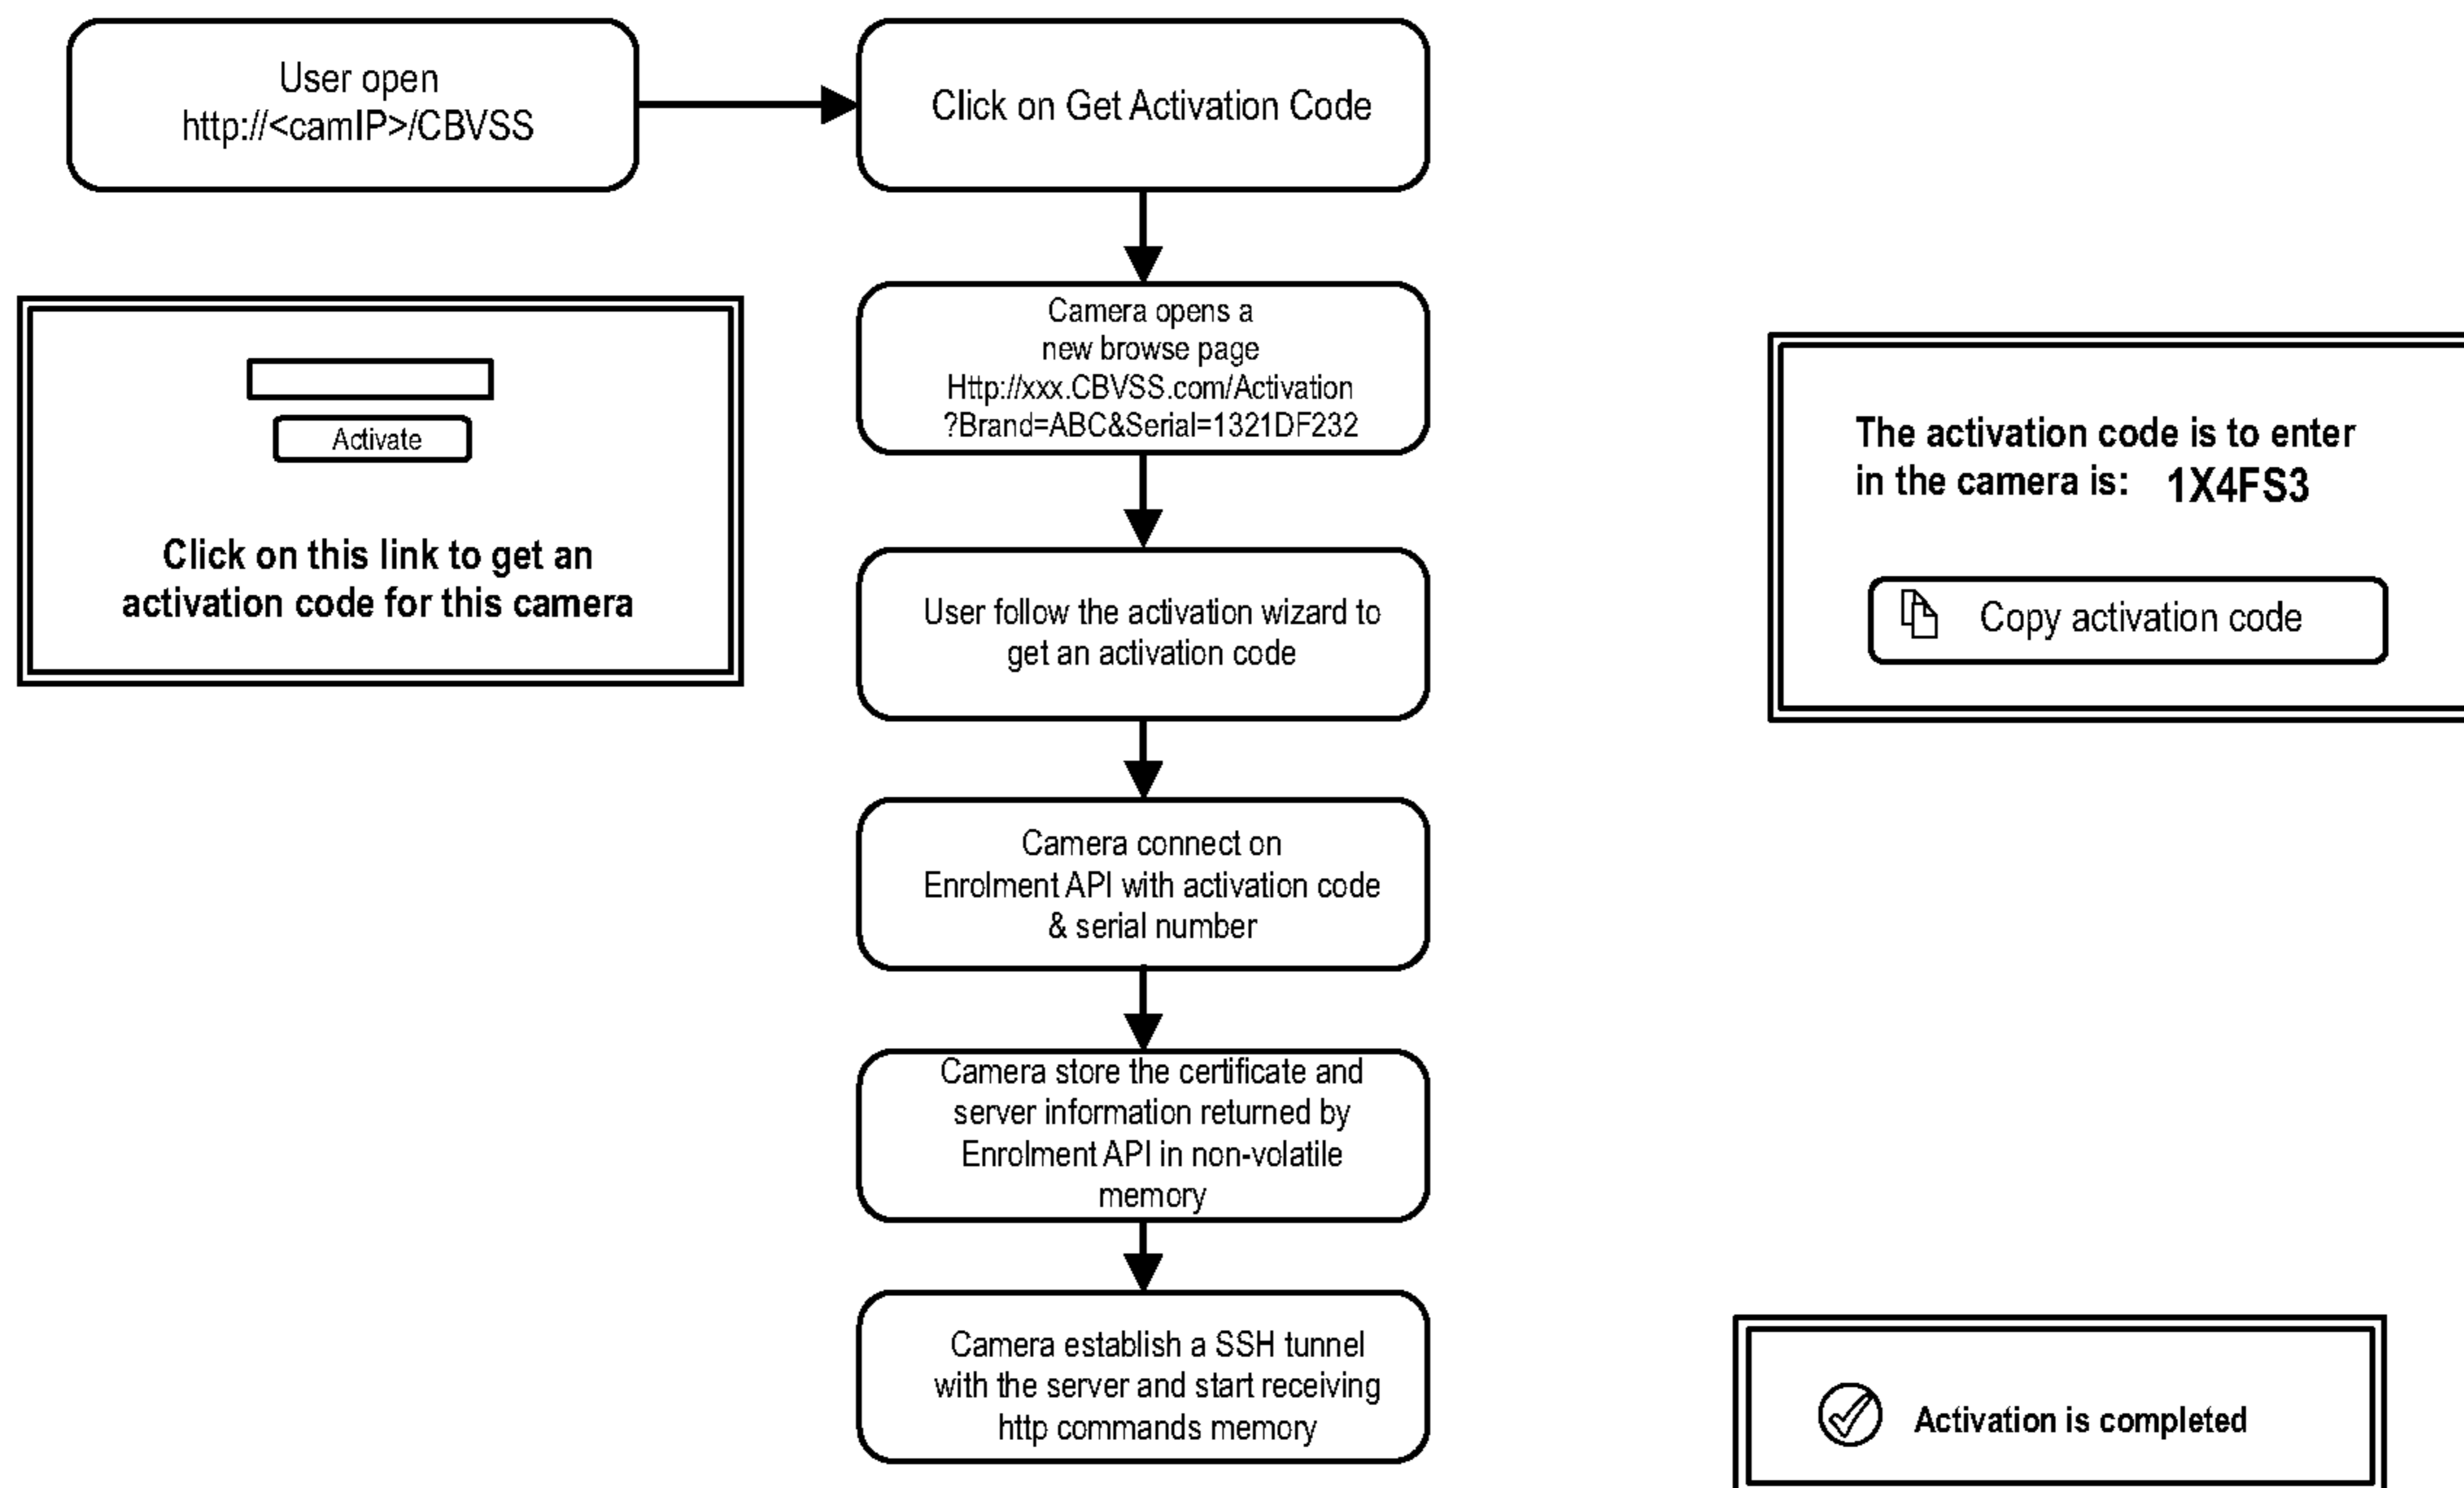 User open
http://<camIP>/CBVSS
Click on Get Activation Code
Camera opens a
new browse page
Http://xxx.CBVSS.com/Activation
?Brand=ABC&Serial=1321DF232
Activate
Click on this link to get an
activation code for this camera
The activation code is to enter
in the camera is: 1X4FS3
Copy activation code
User follow the activation wizard to
get an activation code
Camera connect on
Enrolment API with activation code
& serial number
Camera store the certificate and
server information returned by
Enrolment API in non-volatile
memory
Camera establish a SSH tunnel
with the server and start receiving
http commands memory
Activation is completed